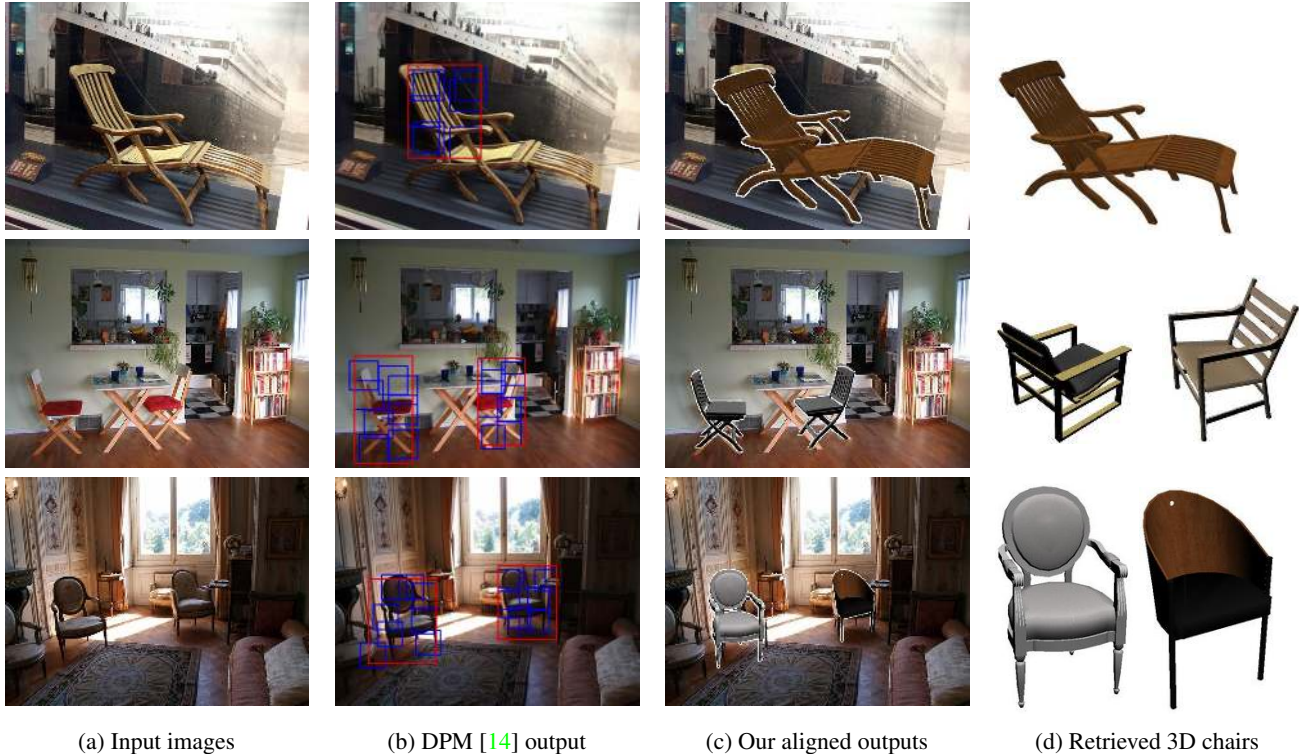 (a) Input images
(b) DPM [14] output
(c) Our aligned outputs
(d) Retrieved 3D chairs